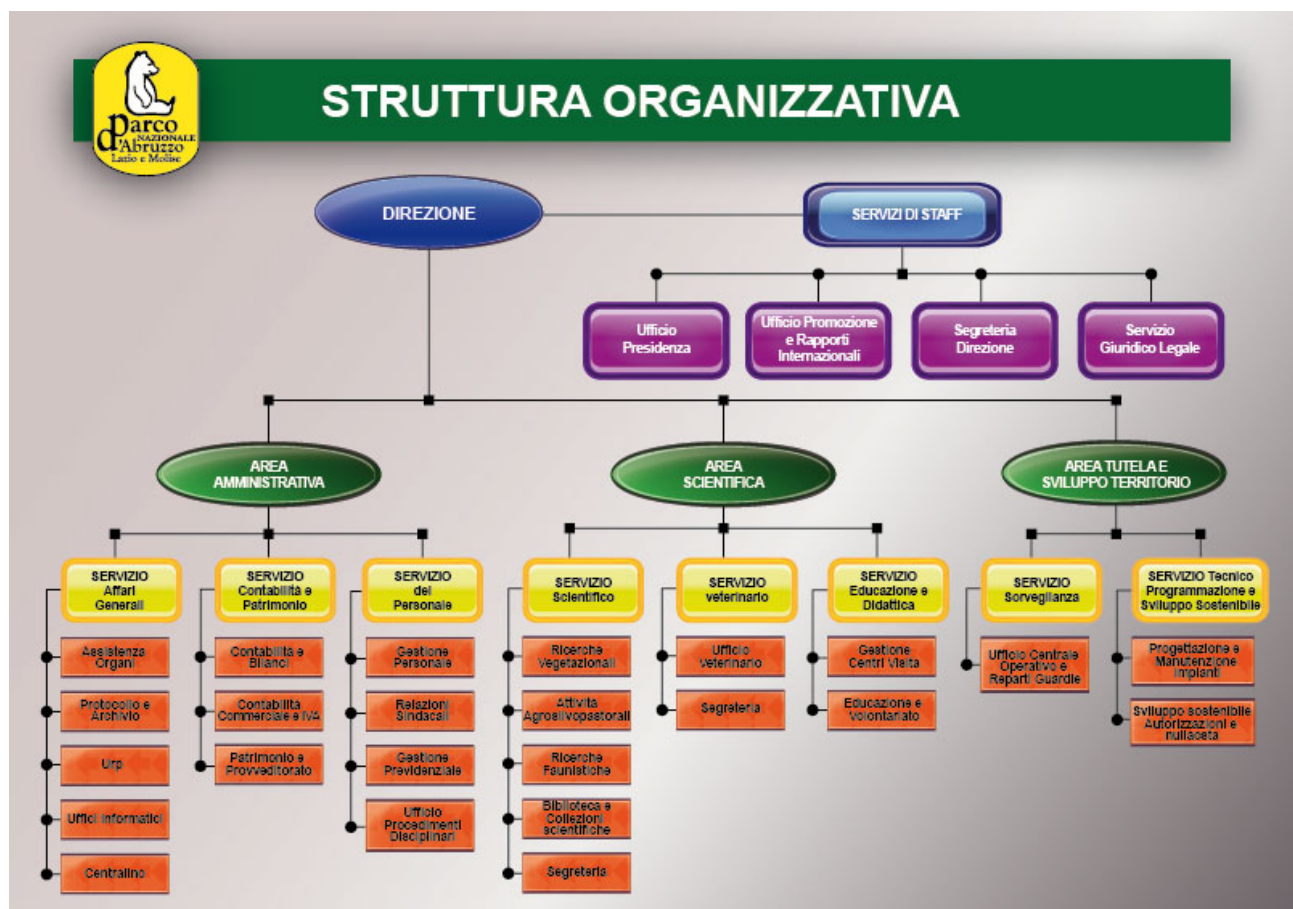 STRUTTURA ORGANIZZATIVA
Parco
NAZIONALE
d'Abruzzo
Lazio e Molise
DIREZIONE
SERVIZI DI STAFF
Ufficio
Presidenza
Ufficio Promozione
e Rapporti
Internazionali
Segreteria
Direzione
Servizio
Giuridico Legale
AREA
AMMINISTRATIVA
AREA
SCIENTIFICA
AREA TUTELA E
SVILUPPO TERRITORIO
SERVIZIO
Affari
Generali
SERVIZIO
Contabilità e
Patrimonio
SERVIZIO
del
Personale
SERVIZIO
Scientifico
SERVIZIO
veterinario
SERVIZIO
Educazione e
Didattica
SERVIZIO
Sorveglianza
SERVIZIO Tecnico
Programmazione e
Sviluppo Sostenibile
Assistenza
Organi
Protocollo e
Archivio
Urp
Uffici Informatici
Centralino
Contabilità e
Bilanci
Contabilità
Commerciale e IVA
Patrimonio e
Provveditorato
Gestione
Personale
Relazioni
Sindacali
Gestione
Previdenziale
Ufficio
Procedimenti
Disciplinari
Ricerche
Vegetazionali
Attività
Agrosilvopastorali
Ricerche
Faunistiche
Biblioteca e
Collezioni
scientifiche
Segreteria
Ufficio
veterinario
Segreteria
Gestione
Centri Visita
Educazione e
Volontariato
Ufficio Centrale
Operativo e
Reparti Guardie
Progettazione e
Manutenzione
impianti
Sviluppo sostenibile
Autorizzazioni e
nullaosta